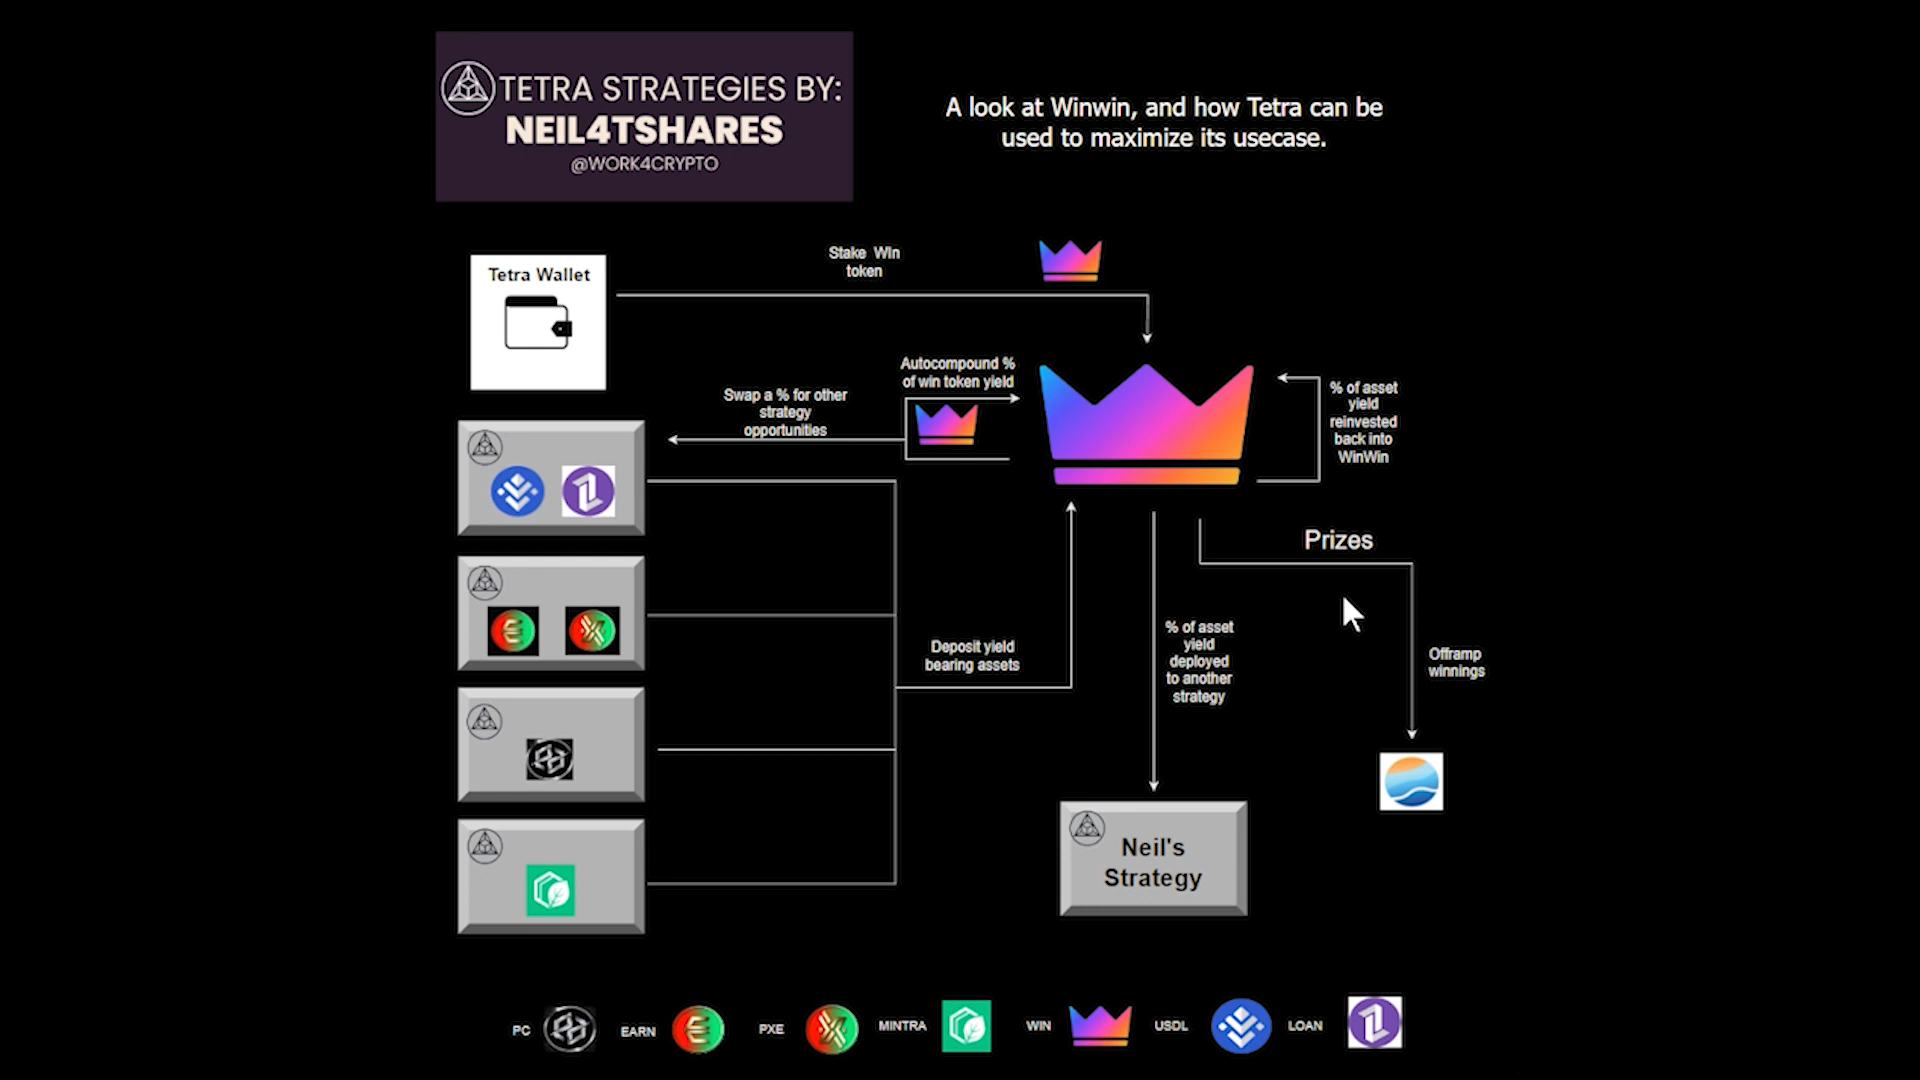 TETRA STRATEGIES BY:
NEIL4TSHARES
@WORK4CRYPTO
A look at Winwin, and how Tetra can be
used to maximize its usecase.
Tetra Wallet
Stake Win
token
Autocompound %
of win token yield
Swap a % for other
strategy
opportunities
% of asset
yield
reinvested
back into
WinWin
Prizes
Deposit yield
bearing assets
% of asset
yield
deployed
to another
strategy
Offramp
winnings
Neil's
Strategy
PC
EARN
PXE
MINTRA
WIN
USDL
LOAN